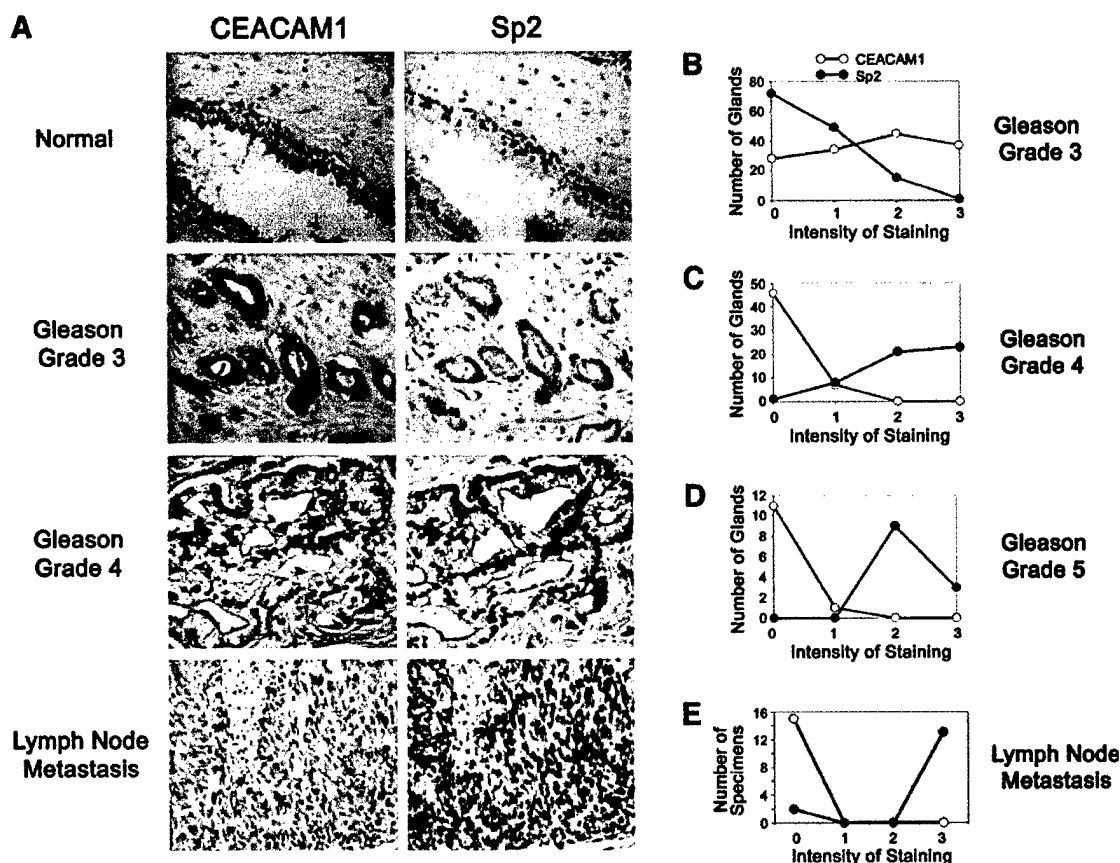 A
CEACAM1
Sp2
Normal
Gleason
Grade 3
Gleason
Grade 4
Lymph Node
Metastasis
B
CEACAM1
Sp2
Number of Glands
80
60
40
20
0
0 1 2 3
Intensity of Staining
Gleason
Grade 3
C
Number of Glands
50
40
30
20
10
0
0 1 2 3
Intensity of Staining
Gleason
Grade 4
D
Number of Glands
12
10
8
6
4
2
0
0 1 2 3
Intensity of Staining
Gleason
Grade 5
E
Number of
Specimens
16
12
8
4
0
0 1 2 3
Intensity of Staining
Lymph Node
Metastasis